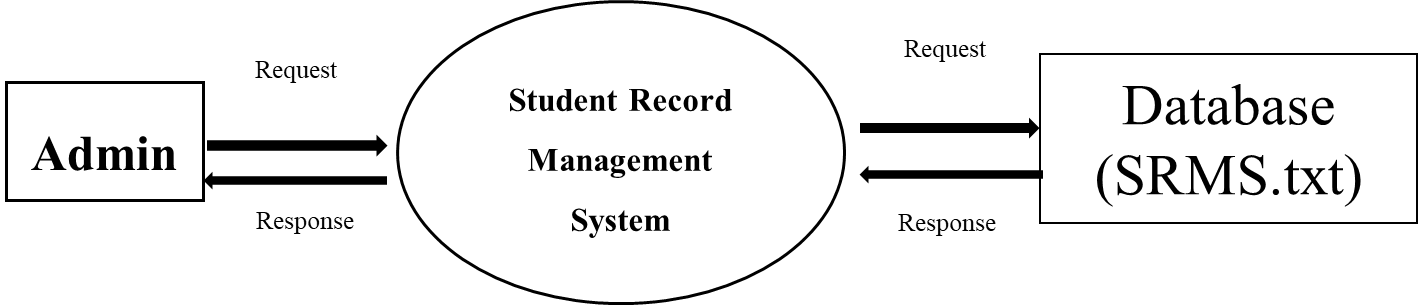 Admin
Request
Response
Student Record
Management
System
Request
Response
Database
(SRMS.txt)